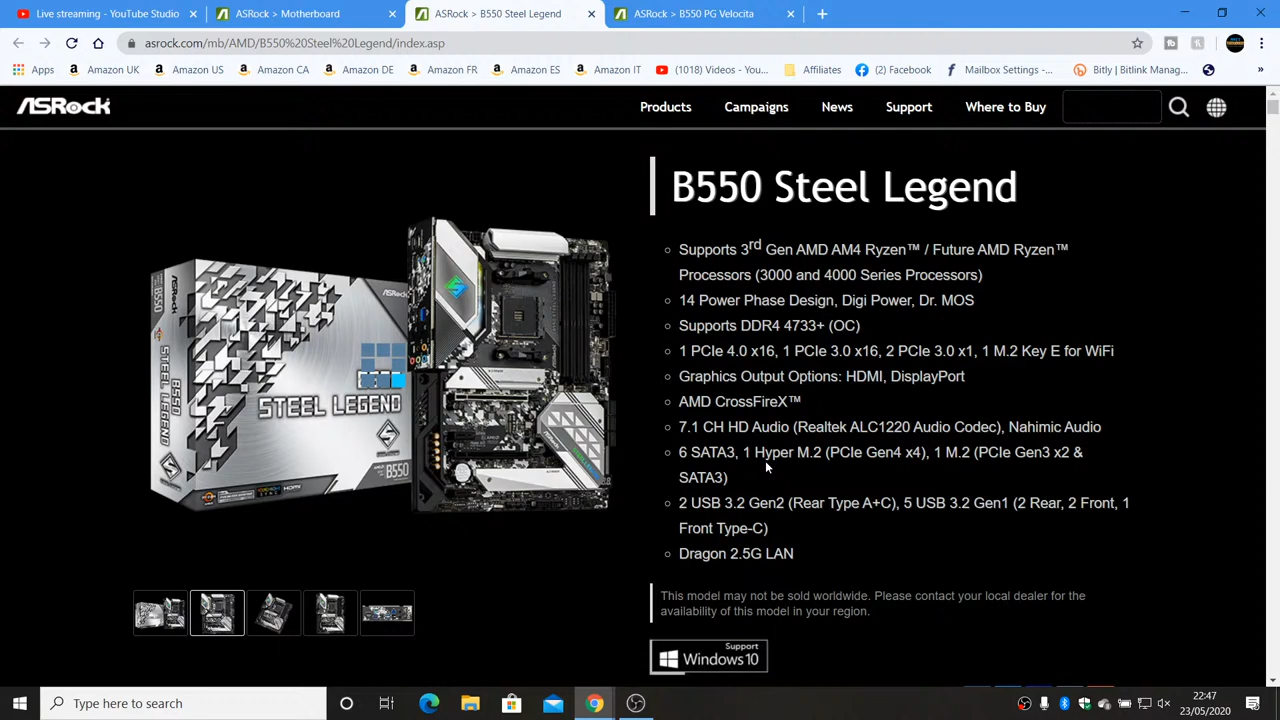 Live streaming - YouTube Studio
ASRock > Motherboard
ASRock > B550 Steel Legend
ASRock > B550 PG Velocita
asrock.com/mb/AMD/B550%20Steel%20Legend/index.asp
Apps
Amazon UK
Amazon US
Amazon CA
Amazon DE
Amazon FR
Amazon ES
Amazon IT
(1018) Videos - You...
Affiliates
(2) Facebook
Mailbox Settings - ...
Bitly | Bitlink Manag...
ASRock
Products
Campaigns
News
Support
Where to Buy
B550 Steel Legend
Supports 3rd Gen AMD AM4 Ryzen™ / Future AMD Ryzen™
Processors (3000 and 4000 Series Processors)
14 Power Phase Design, Digi Power, Dr. MOS
Supports DDR4 4733+ (OC)
1 PCIe 4.0 x16, 1 PCIe 3.0 x16, 2 PCIe 3.0 x1, 1 M.2 Key E for WiFi
Graphics Output Options: HDMI, DisplayPort
AMD CrossFireX™
7.1 CH HD Audio (Realtek ALC1220 Audio Codec), Nahimic Audio
6 SATA3, 1 Hyper M.2 (PCIe Gen4 x4), 1 M.2 (PCIe Gen3 x2 &
SATA3)
2 USB 3.2 Gen2 (Rear Type A+C), 5 USB 3.2 Gen1 (2 Rear, 2 Front, 1
Front Type-C)
Dragon 2.5G LAN
ASRock
B550
STEEL LEGEND
ASRock
STEEL LEGEND
B550
HDMI
This model may not be sold worldwide. Please contact your local dealer for the
availability of this model in your region.
Support
Windows 10
Type here to search
22:47
23/05/2020